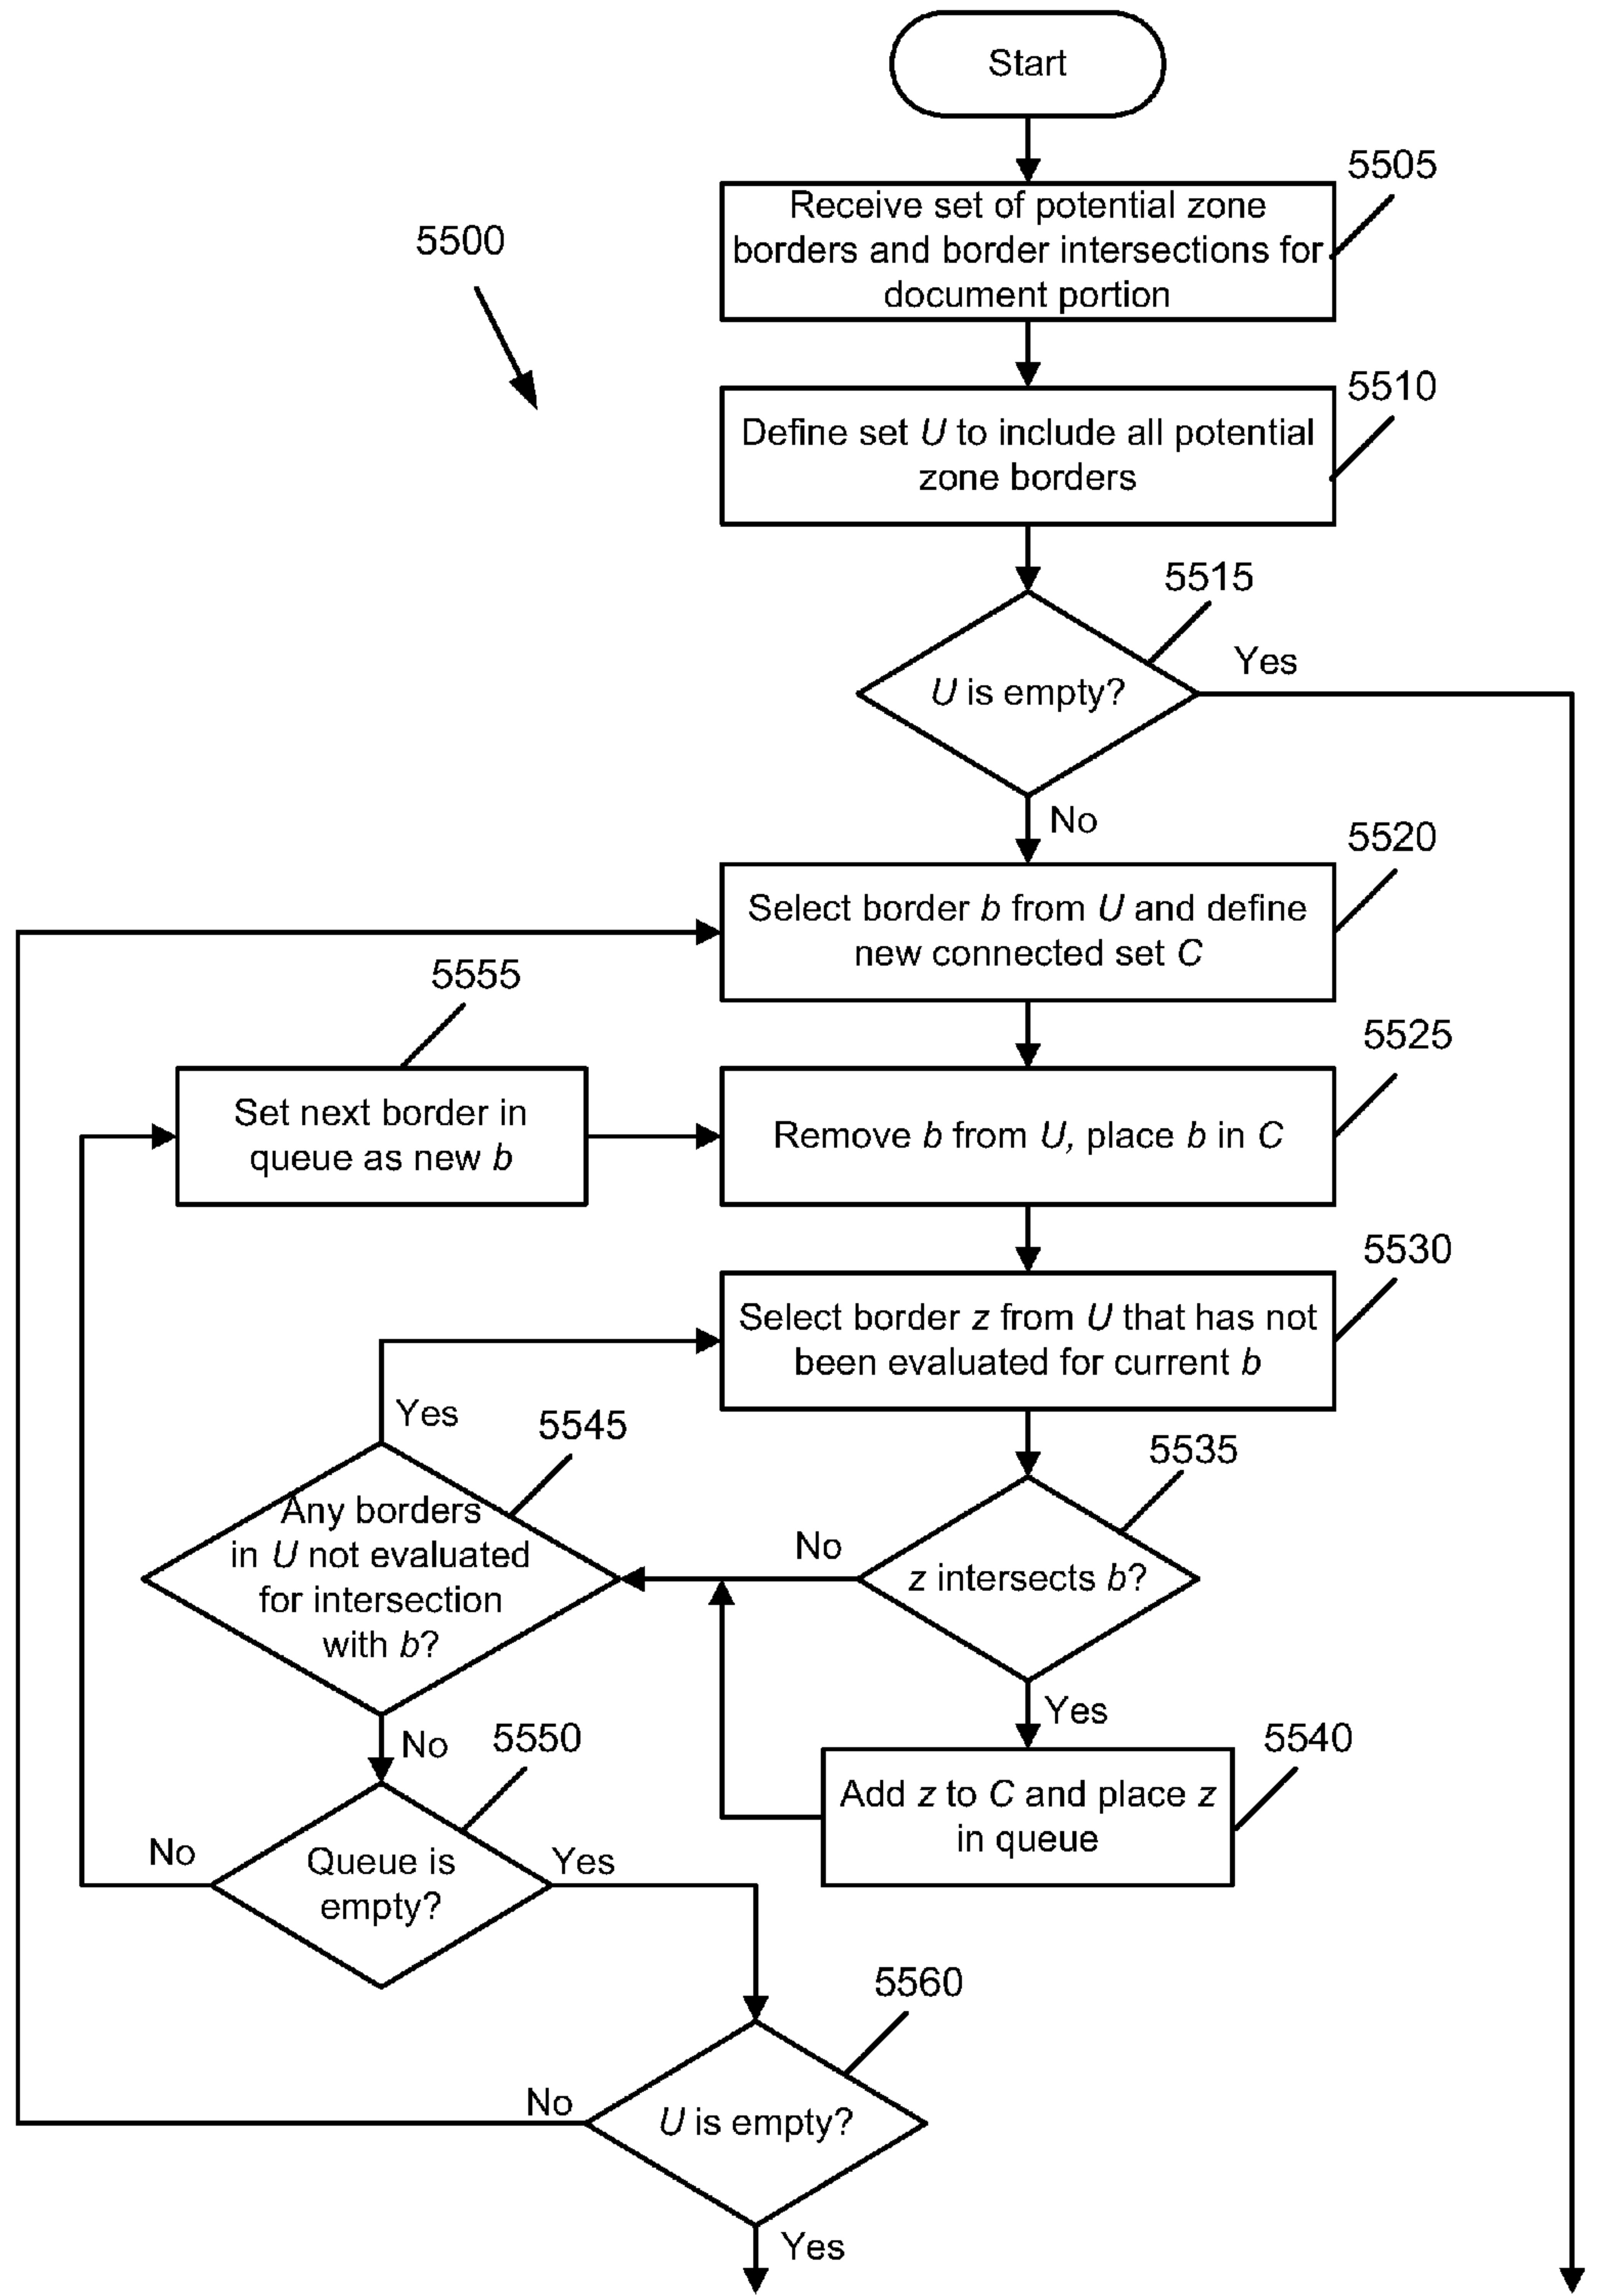 Start
5505
Receive set of potential zone
borders and border intersections for
document portion
5500
5510
Define set U to include all potential
zone borders
5515
U is empty?
Yes
No
5520
Select border b from U and define
new connected set C
5555
Set next border in
queue as new b
5525
Remove b from U, place b in C
5530
Select border z from U that has not
been evaluated for current b
Yes
5545
Any borders
in U not evaluated
for intersection
with b?
5535
No
z intersects b?
Yes
5540
Add z to C and place z
in queue
No
5550
No
Queue is
empty?
Yes
5560
No
U is empty?
Yes